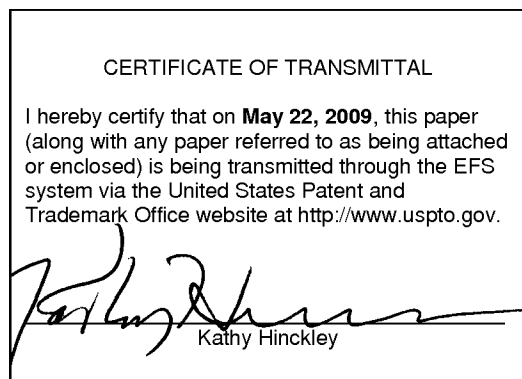 CERTIFICATE OF TRANSMITTAL
I hereby certify that on May 22, 2009, this paper
(along with any paper referred to as being attached
or enclosed) is being transmitted through the EFS
system via the United States Patent and
Trademark Office website at http://www.uspto.gov.
Kathy Hinckley